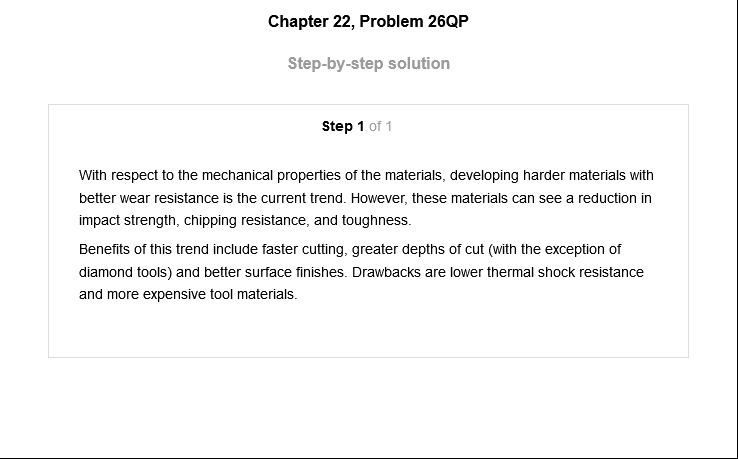 Chapter 22, Problem 26QP
Step-by-step solution
Step 1 of 1
With respect to the mechanical properties of the materials, developing harder materials with
better wear resistance is the current trend. However, these materials can see a reduction in
impact strength, chipping resistance, and toughness.
Benefits of this trend include faster cutting, greater depths of cut (with the exception of
diamond tools) and better surface finishes. Drawbacks are lower thermal shock resistance
and more expensive tool materials.